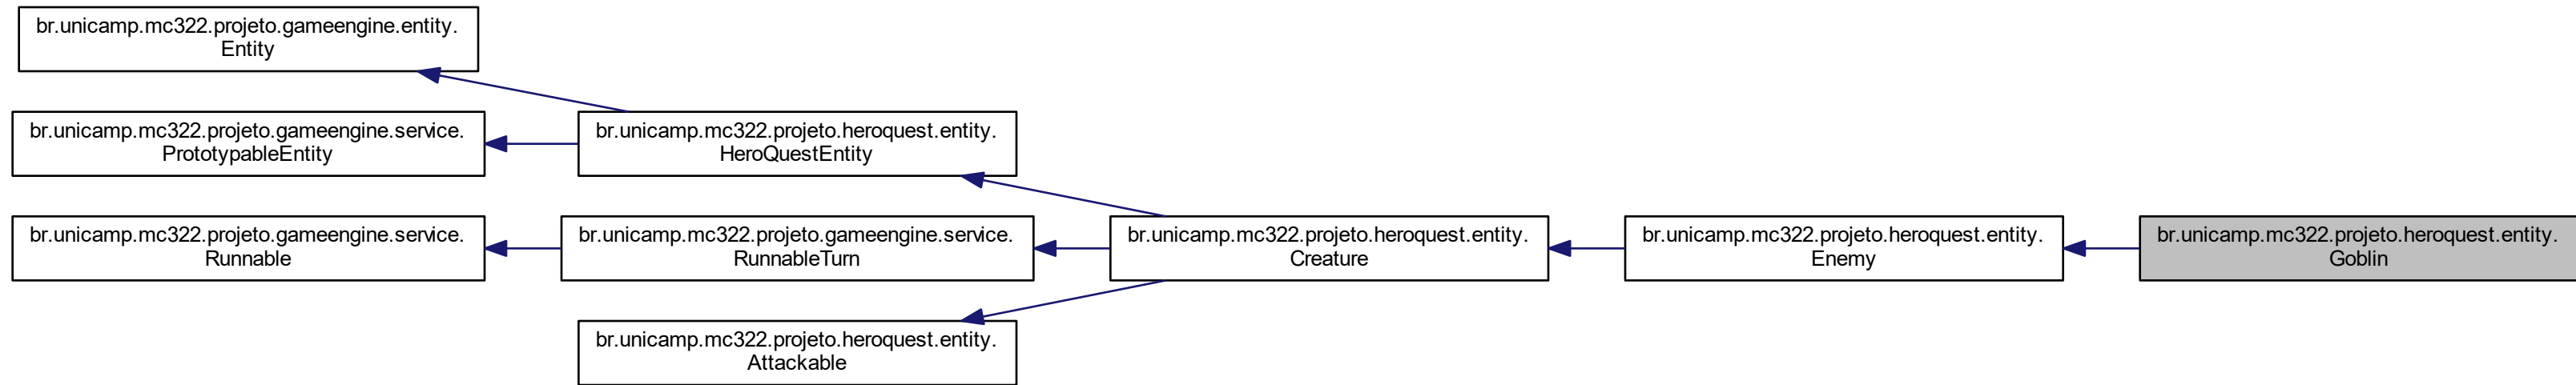 br.unicamp.mc322.projeto.gameengine.entity.
Entity
br.unicamp.mc322.projeto.gameengine.service.
PrototypableEntity
br.unicamp.mc322.projeto.heroquest.entity.
HeroQuestEntity
br.unicamp.mc322.projeto.gameengine.service.
Runnable
br.unicamp.mc322.projeto.gameengine.service.
RunnableTurn
br.unicamp.mc322.projeto.heroquest.entity.
Creature
br.unicamp.mc322.projeto.heroquest.entity.
Enemy
br.unicamp.mc322.projeto.heroquest.entity.
Goblin
br.unicamp.mc322.projeto.heroquest.entity.
Attackable